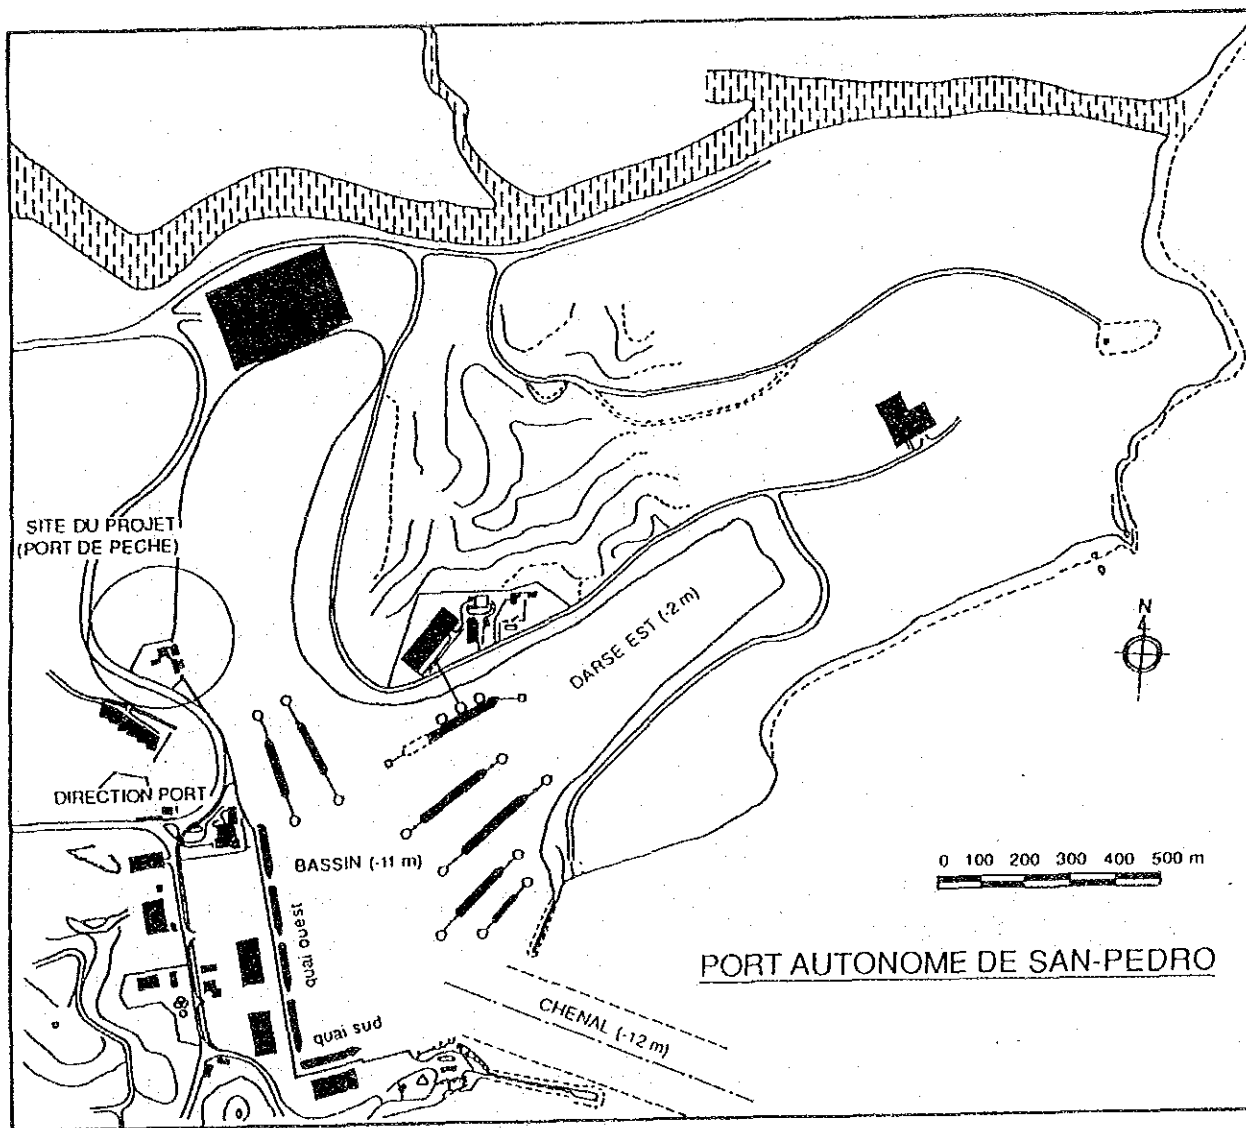 SITE DU PROJET
(PORT DE PECHE)
DARSE EST (-2 m)
N
DIRECTION PORT
BASSIN (-11 m)
quai ouest
0 100 200 300 400 500 m
PORT AUTONOME DE SAN-PEDRO
CHENAL (-12 m)
quai sud